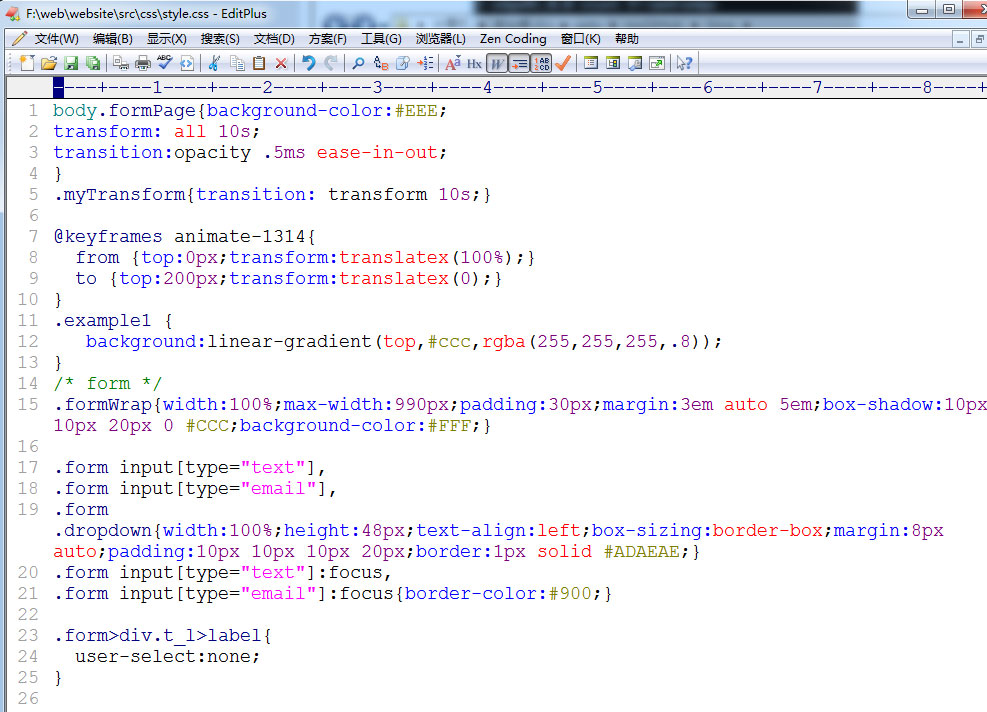 F:\web\website\src\css\style.css - EditPlus
文件(W) 编辑(B) 显示(X) 搜索(S) 文档(D) 方案(F) 工具(G) 浏览器(L) Zen Coding 窗口(K) 帮助
----+----1----+----2----+----3----+----4----+----5----+----6----+----7----+----8----+
1 body.formPage{background-color:#EEE;
2 transform: all 10s;
3 transition:opacity .5ms ease-in-out;
4 }
5 .myTransform{transition: transform 10s;}
6
7 @keyframes animate-1314{
8   from {top:0px;transform:translatex(100%);}
9   to {top:200px;transform:translatex(0);}
10 }
11 .example1 {
12    background:linear-gradient(top,#ccc,rgba(255,255,255,.8));
13 }
14 /* form */
15 .formWrap{width:100%;max-width:990px;padding:30px;margin:3em auto 5em;box-shadow:10px
10px 20px 0 #CCC;background-color:#FFF;}
16
17 .form input[type="text"],
18 .form input[type="email"],
19 .form
.dropdown{width:100%;height:48px;text-align:left;box-sizing:border-box;margin:8px
auto;padding:10px 10px 10px 20px;border:1px solid #ADAEAE;}
20 .form input[type="text"]:focus,
21 .form input[type="email"]:focus{border-color:#900;}
22
23 .form>div.t_l>label{
24   user-select:none;
25 }
26